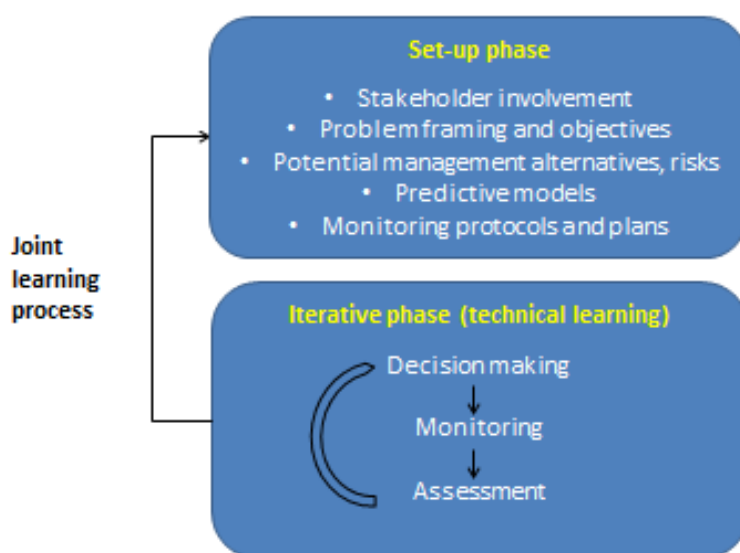 Set-up phase
• Stakeholder involvement
• Problem framing and objectives
• Potential management alternatives, risks
• Predictive models
• Monitoring protocols and plans
Joint
learning
process
Iterative phase (technical learning)
Decision making
Monitoring
Assessment